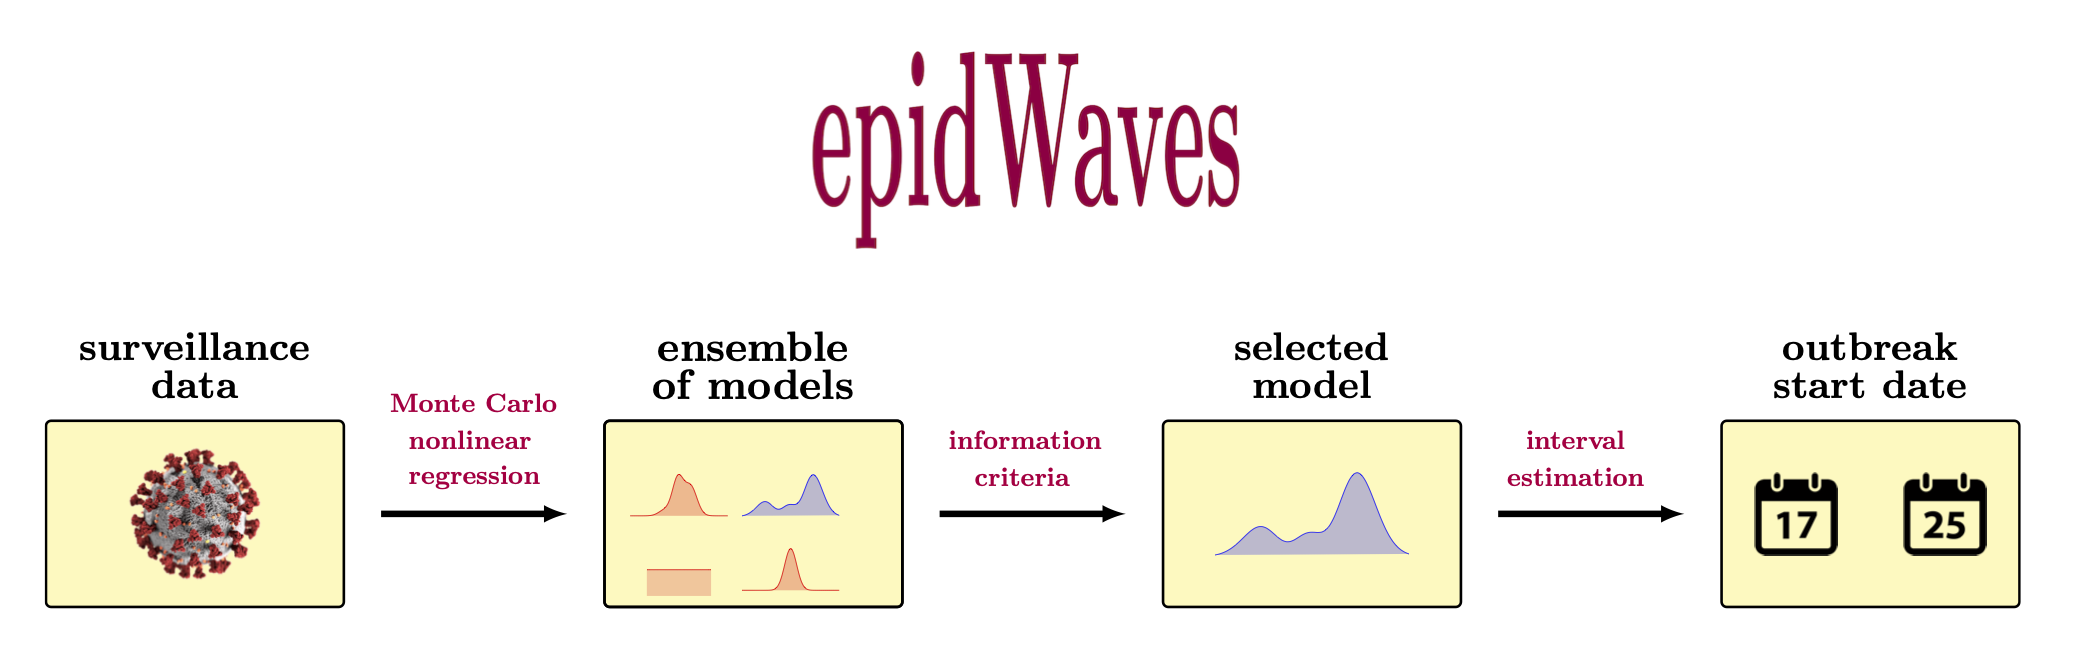 epidWaves
surveillance
data
Monte Carlo
nonlinear
regression
ensemble
of models
information
criteria
selected
model
interval
estimation
outbreak
start date
17
25